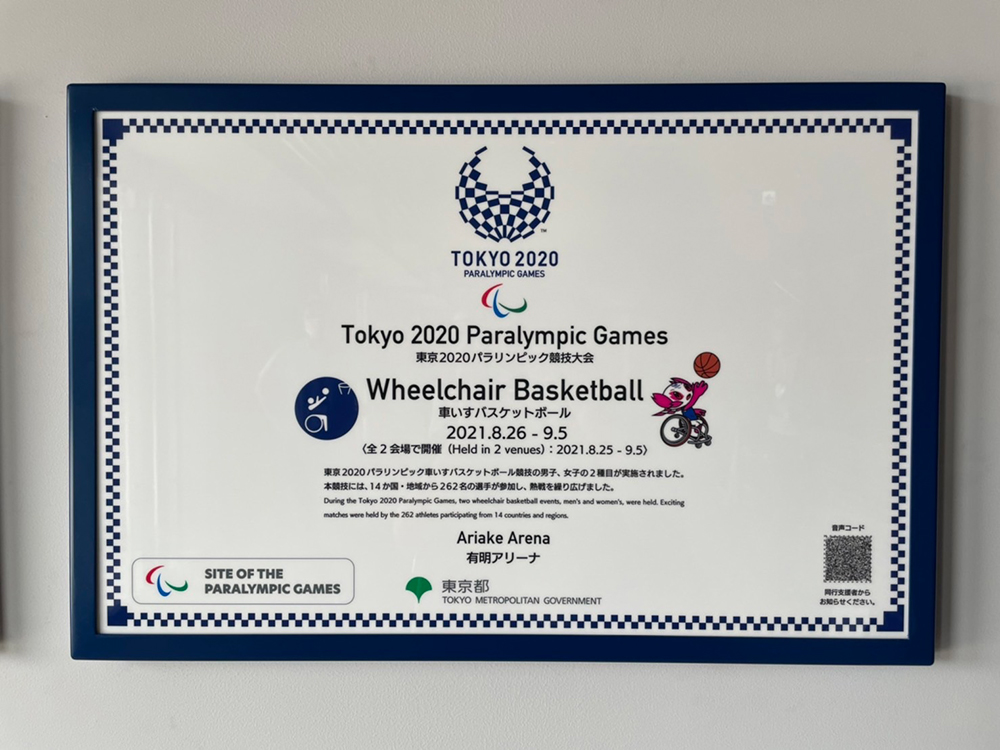 TM
TOKYO 2020
PARALYMPIC GAMES
Tokyo 2020 Paralympic Games
東京2020パラリンピック競技大会
Wheelchair Basketball
車いすバスケットボール
2021.8.26 - 9.5
〈全2会場で開催（Held in 2 venues）：2021.8.25 - 9.5〉
東京2020パラリンピック車いすバスケットボール競技の男子、女子の2種目が実施されました。
本競技には、14か国・地域から262名の選手が参加し、熱戦を繰り広げました。
During the Tokyo 2020 Paralympic Games, two wheelchair basketball events, men's and women's, were held. Exciting
matches were held by the 262 athletes participating from 14 countries and regions.
Ariake Arena
有明アリーナ
SITE OF THE
PARALYMPIC GAMES
東京都
TOKYO METROPOLITAN GOVERNMENT
音声コード
同行支援者から
お知らせください。